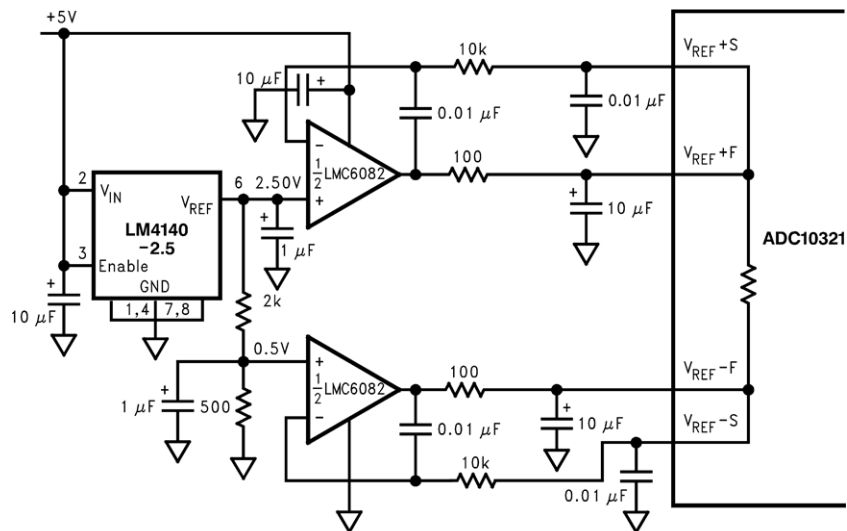 +5V
10k
V_REF+S
10 μF +
0.01 μF
0.01 μF
−
1/2 LMC6082
+
100
V_REF+F
2
V_IN
V_REF
6
2.50V
LM4140
-2.5
+
1 μF
+
10 μF
ADC10321
3
Enable
GND
+
10 μF
1,4
7,8
2k
0.5V
+
1/2 LMC6082
−
100
V_REF−F
+
1 μF
500
0.01 μF
+
10 μF
V_REF−S
10k
0.01 μF